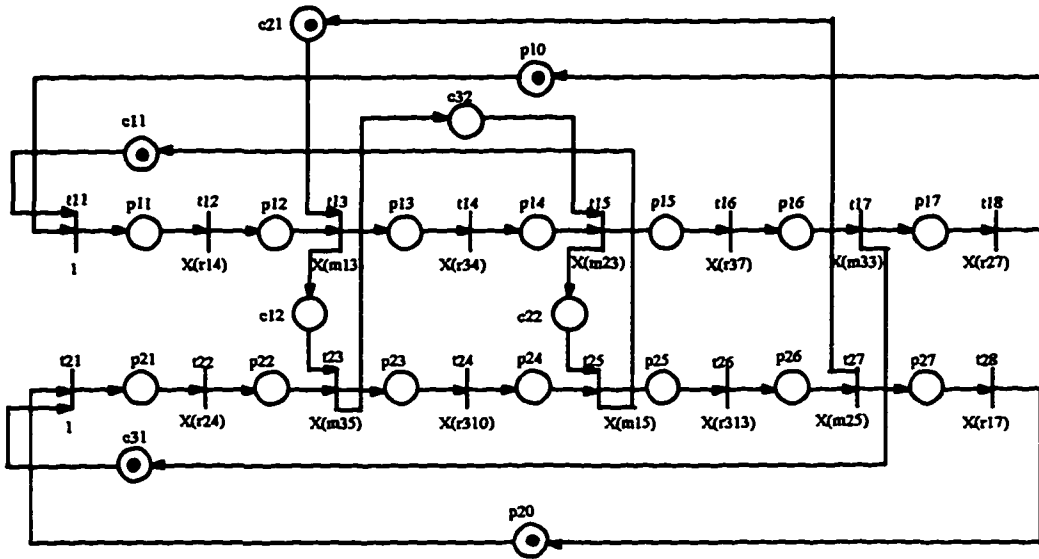 c21
p10
c32
c11
t11 p11 t12 p12 t13 p13 t14 p14 t15 p15 t16 p16 t17 p17 t18
1 X(r14) X(m13) X(r34) X(m23) X(r37) X(m33) X(r27)
c12 c22
t21 p21 t22 p22 t23 p23 t24 p24 t25 p25 t26 p26 t27 p27 t28
1 X(r24) X(m35) X(r310) X(m15) X(r313) X(m25) X(r17)
c31
p20